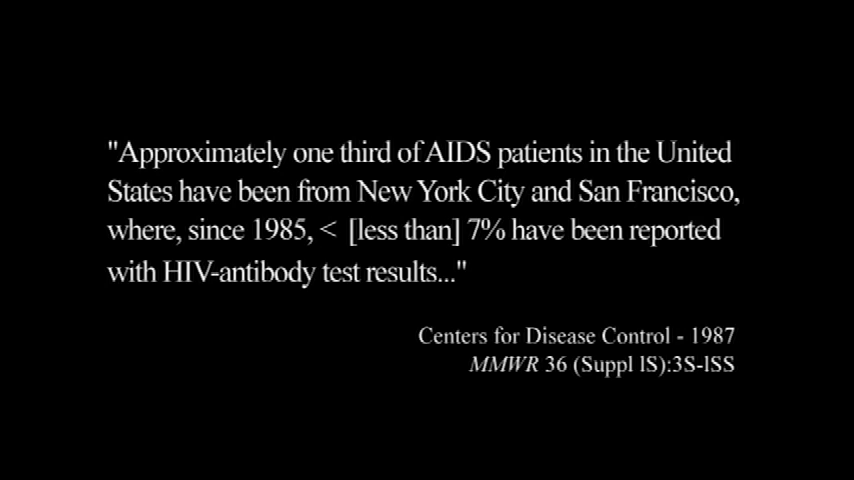 "Approximately one third of AIDS patients in the United
States have been from New York City and San Francisco,
where, since 1985, < [less than] 7% have been reported
with HIV-antibody test results..."
Centers for Disease Control - 1987
MMWR 36 (Suppl lS):3S-lSS